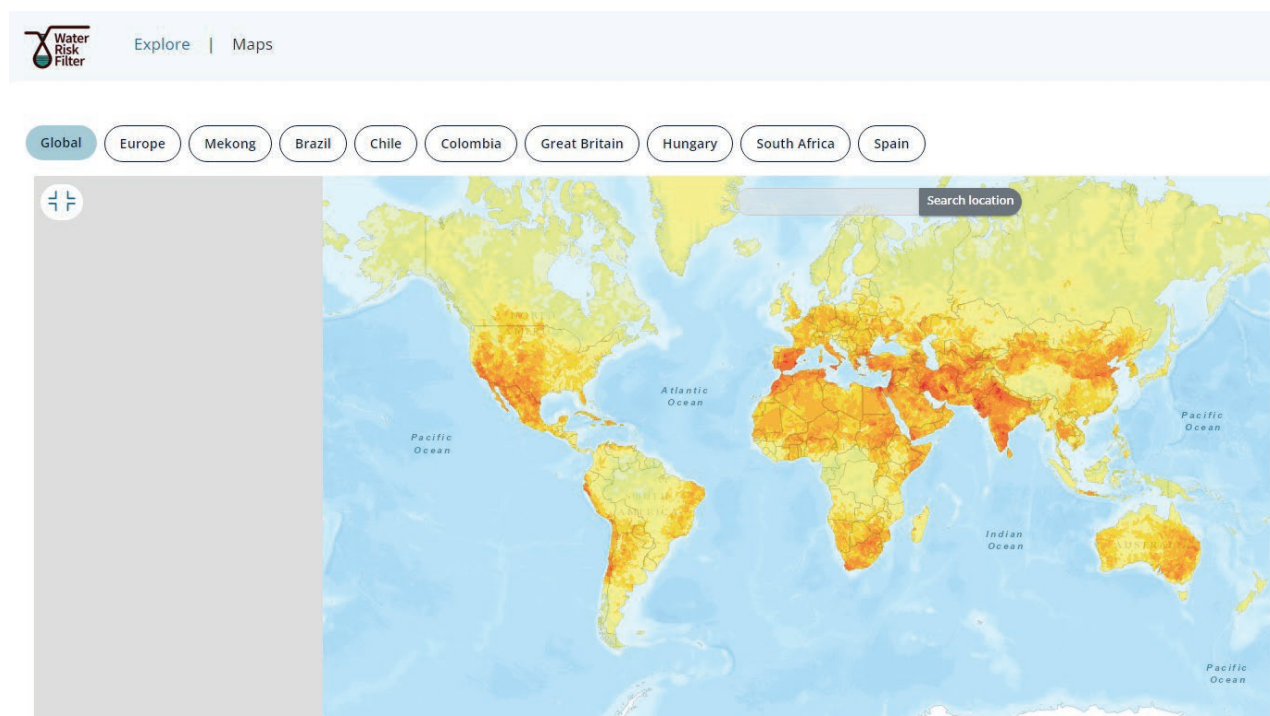 Water
Risk
Filter
Explore | Maps
Global
Europe
Mekong
Brazil
Chile
Colombia
Great Britain
Hungary
South Africa
Spain
Search location
Atlantic
Ocean
Pacific
Ocean
Pacific
Ocean
Indian
Ocean
Pacific
Ocean